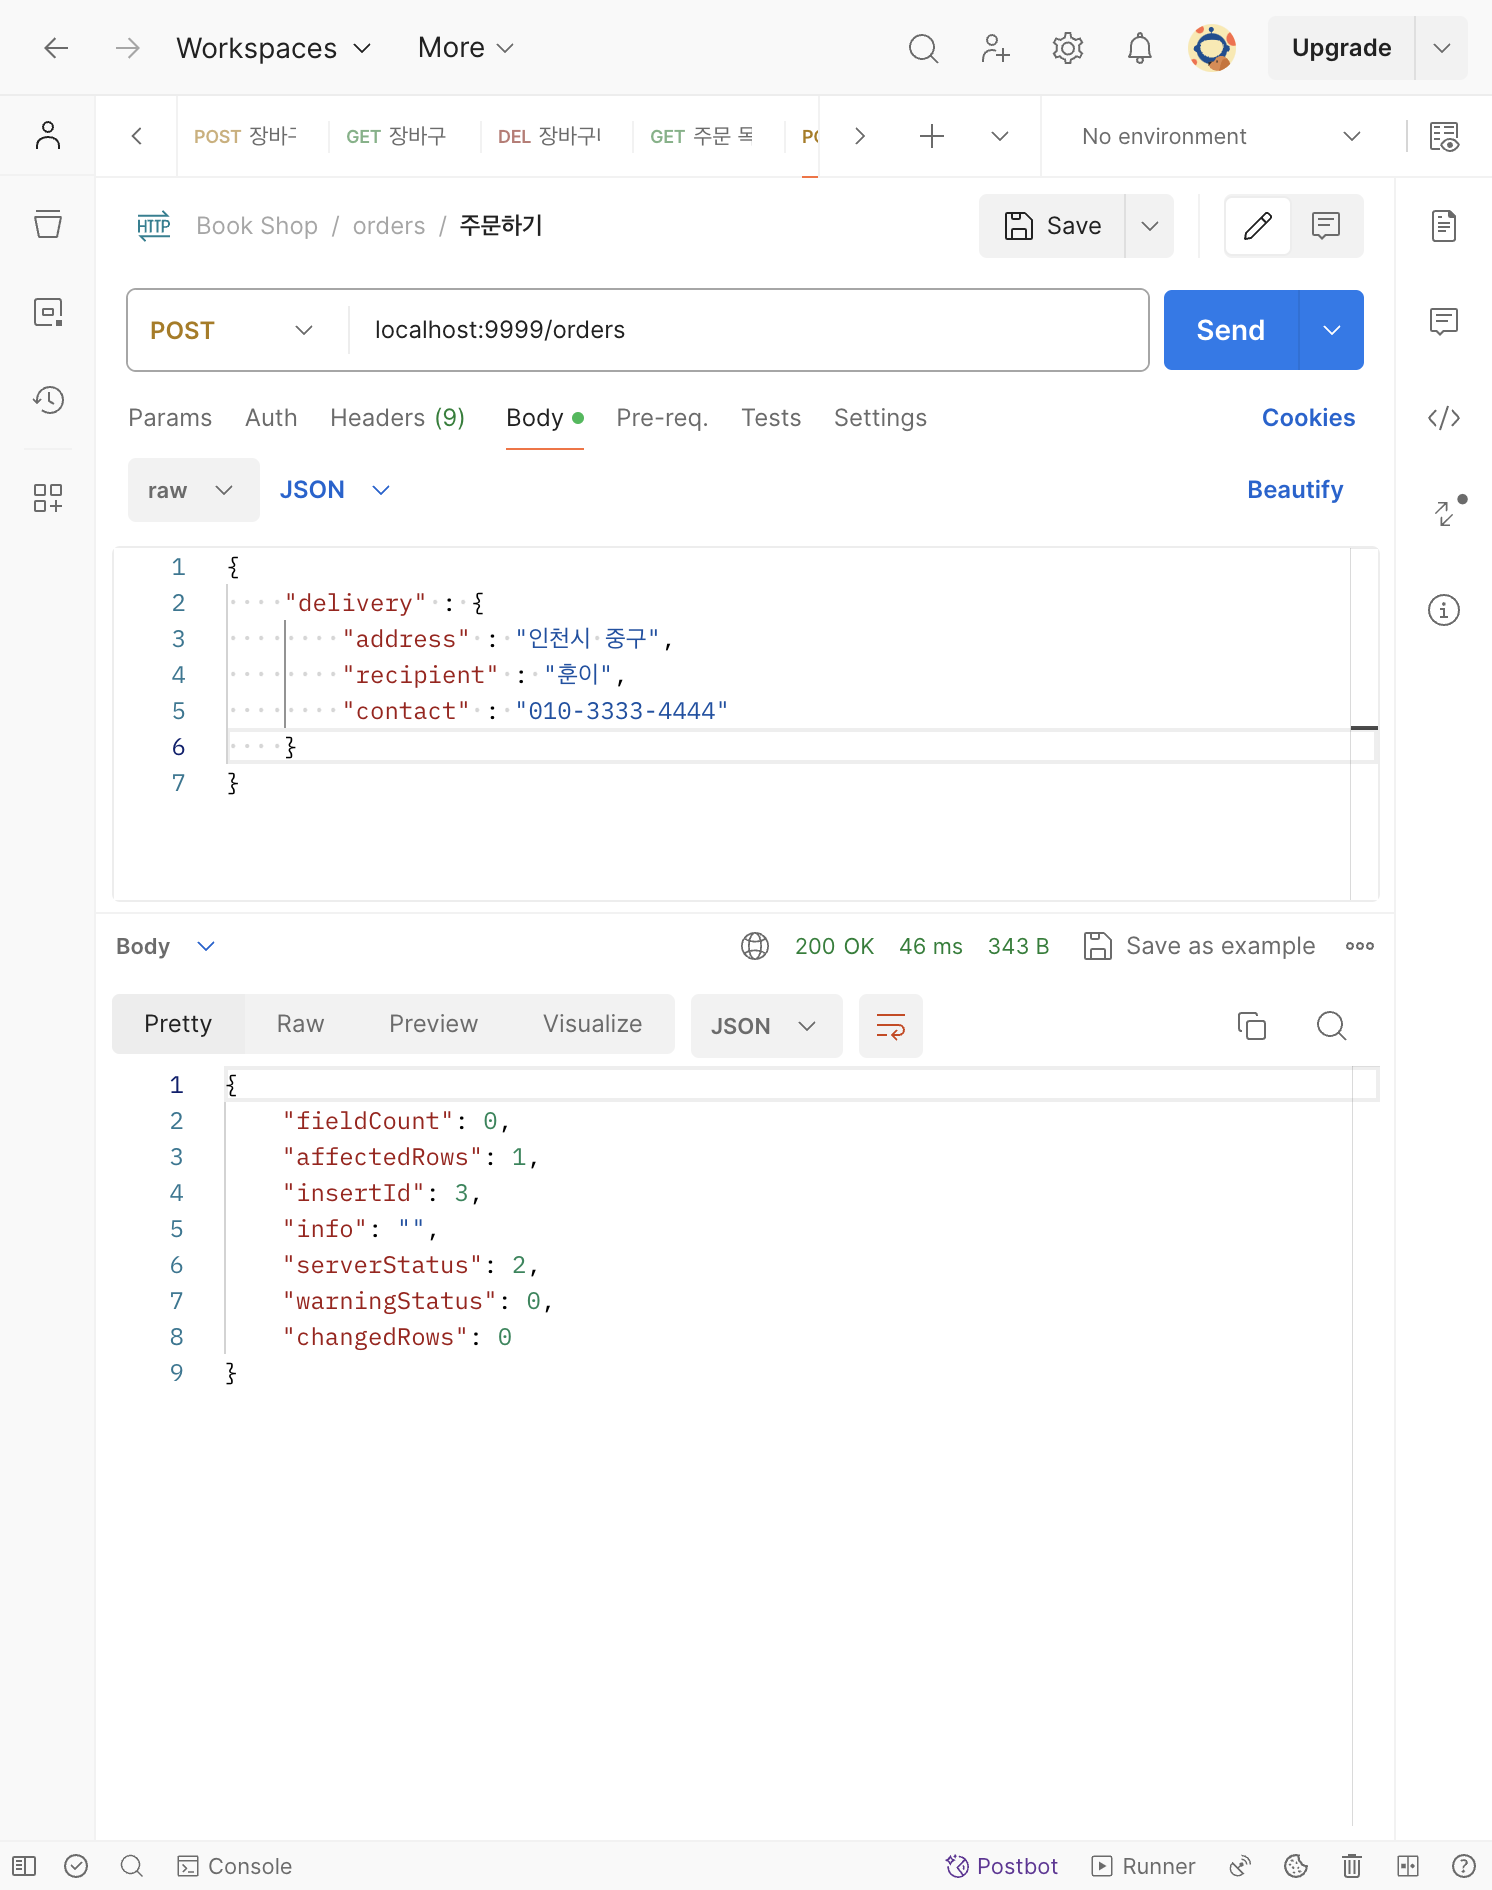 Workspaces More Upgrade
POST 장바구 GET 장바구 DEL 장바구 GET 주문 목 No environment
HTTP Book Shop / orders / 주문하기 Save
POST localhost:9999/orders Send
Params Auth Headers (9) Body Pre-req. Tests Settings Cookies
raw JSON Beautify
1 {
2 "delivery" : {
3 "address" : "인천시 중구",
4 "recipient" : "훈이",
5 "contact" : "010-3333-4444"
6 }
7 }
Body 200 OK 46 ms 343 B Save as example
Pretty Raw Preview Visualize JSON
1 {
2 "fieldCount": 0,
3 "affectedRows": 1,
4 "insertId": 3,
5 "info": "",
6 "serverStatus": 2,
7 "warningStatus": 0,
8 "changedRows": 0
9 }
Console Postbot Runner